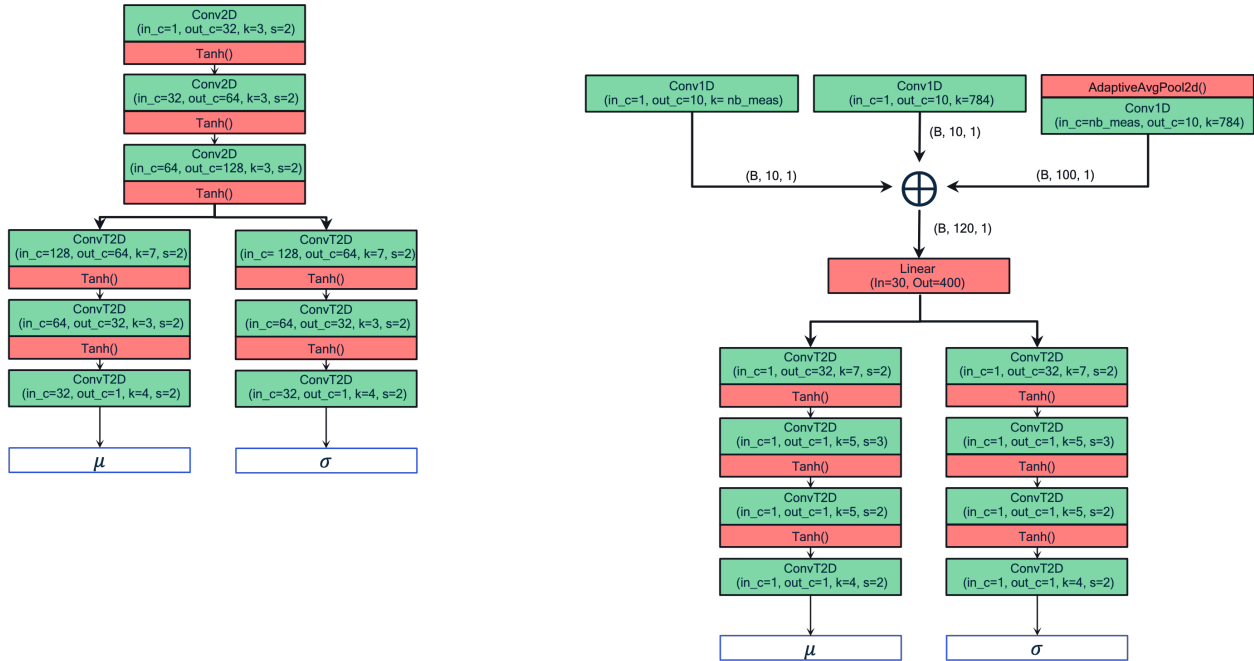 Conv2D
(in_c=1, out_c=32, k=3, s=2)
Tanh()
Conv2D
(in_c=32, out_c=64, k=3, s=2)
Tanh()
Conv2D
(in_c=64, out_c=128, k=3, s=2)
Tanh()
ConvT2D
(in_c=128, out_c=64, k=7, s=2)
Tanh()
ConvT2D
(in_c=64, out_c=32, k=3, s=2)
Tanh()
ConvT2D
(in_c=32, out_c=1, k=4, s=2)
μ
ConvT2D
(in_c= 128, out_c=64, k=7, s=2)
Tanh()
ConvT2D
(in_c=64, out_c=32, k=3, s=2)
Tanh()
ConvT2D
(in_c=32, out_c=1, k=4, s=2)
σ
Conv1D
(in_c=1, out_c=10, k= nb_meas)
Conv1D
(in_c=1, out_c=10, k=784)
AdaptiveAvgPool2d()
Conv1D
(in_c=nb_meas, out_c=10, k=784)
(B, 10, 1)
(B, 10, 1)
(B, 100, 1)
(B, 120, 1)
Linear
(In=30, Out=400)
ConvT2D
(in_c=1, out_c=32, k=7, s=2)
Tanh()
ConvT2D
(in_c=1, out_c=1, k=5, s=3)
Tanh()
ConvT2D
(in_c=1, out_c=1, k=5, s=2)
Tanh()
ConvT2D
(in_c=1, out_c=1, k=4, s=2)
μ
ConvT2D
(in_c=1, out_c=32, k=7, s=2)
Tanh()
ConvT2D
(in_c=1, out_c=1, k=5, s=3)
Tanh()
ConvT2D
(in_c=1, out_c=1, k=5, s=2)
Tanh()
ConvT2D
(in_c=1, out_c=1, k=4, s=2)
σ